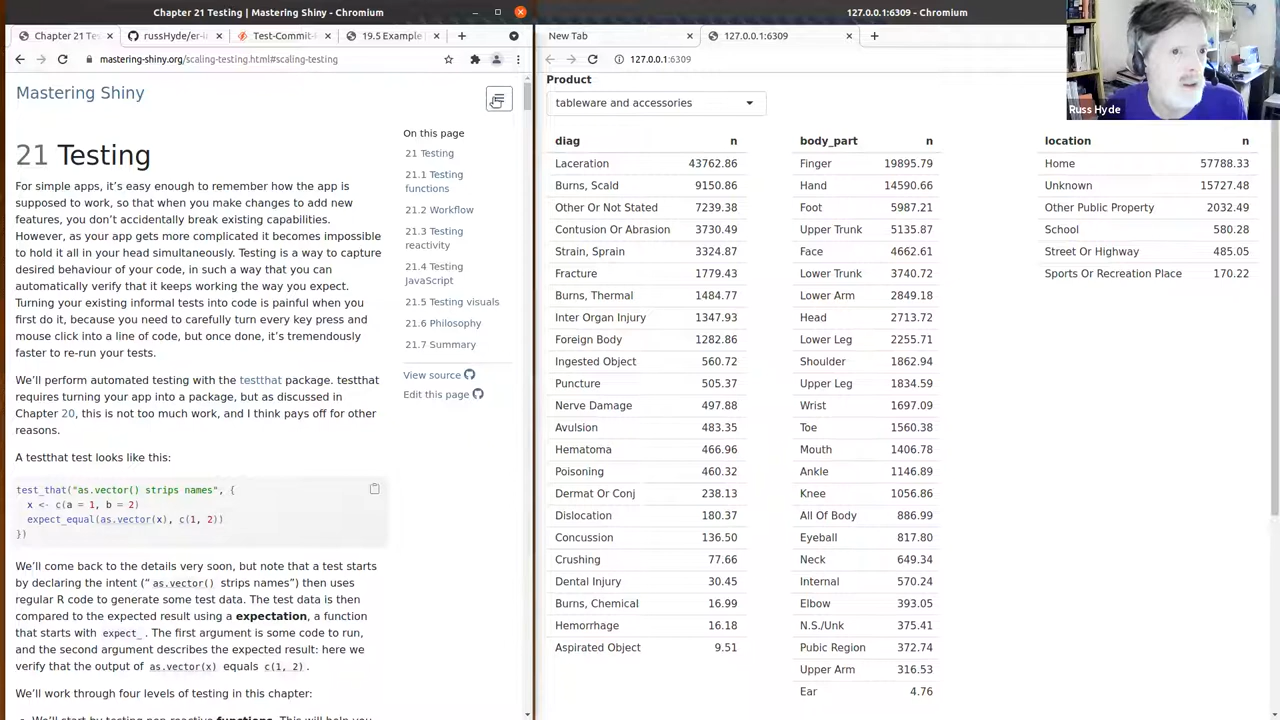 Chapter 21 Testing | Mastering Shiny - Chromium
Chapter 21 Tes
russHyde/er-l
Test-Commit-F
19.5 Example |
mastering-shiny.org/scaling-testing.html#scaling-testing
Mastering Shiny
21 Testing
For simple apps, it's easy enough to remember how the app is
supposed to work, so that when you make changes to add new
features, you don't accidentally break existing capabilities.
However, as your app gets more complicated it becomes impossible
to hold it all in your head simultaneously. Testing is a way to capture
desired behaviour of your code, in such a way that you can
automatically verify that it keeps working the way you expect.
Turning your existing informal tests into code is painful when you
first do it, because you need to carefully turn every key press and
mouse click into a line of code, but once done, it's tremendously
faster to re-run your tests.
We'll perform automated testing with the testthat package. testthat
requires turning your app into a package, but as discussed in
Chapter 20, this is not too much work, and I think pays off for other
reasons.
A testthat test looks like this:
test_that("as.vector() strips names", {
x <- c(a = 1, b = 2)
expect_equal(as.vector(x), c(1, 2))
})
We'll come back to the details very soon, but note that a test starts
by declaring the intent (" as.vector() strips names") then uses
regular R code to generate some test data. The test data is then
compared to the expected result using a expectation, a function
that starts with expect_. The first argument is some code to run,
and the second argument describes the expected result: here we
verify that the output of as.vector(x) equals c(1, 2).
We'll work through four levels of testing in this chapter:
We'll start by testing non-reactive functions. This will help you
On this page
21 Testing
21.1 Testing
functions
21.2 Workflow
21.3 Testing
reactivity
21.4 Testing
JavaScript
21.5 Testing visuals
21.6 Philosophy
21.7 Summary
View source
Edit this page
127.0.0.1:6309 - Chromium
New Tab
127.0.0.1:6309
127.0.0.1:6309
Product
tableware and accessories
diag n
Laceration 43762.86
Burns, Scald 9150.86
Other Or Not Stated 7239.38
Contusion Or Abrasion 3730.49
Strain, Sprain 3324.87
Fracture 1779.43
Burns, Thermal 1484.77
Inter Organ Injury 1347.93
Foreign Body 1282.86
Ingested Object 560.72
Puncture 505.37
Nerve Damage 497.88
Avulsion 483.35
Hematoma 466.96
Poisoning 460.32
Dermat Or Conj 238.13
Dislocation 180.37
Concussion 136.50
Crushing 77.66
Dental Injury 30.45
Burns, Chemical 16.99
Hemorrhage 16.18
Aspirated Object 9.51
body_part n
Finger 19895.79
Hand 14590.66
Foot 5987.21
Upper Trunk 5135.87
Face 4662.61
Lower Trunk 3740.72
Lower Arm 2849.18
Head 2713.72
Lower Leg 2255.71
Shoulder 1862.94
Upper Leg 1834.59
Wrist 1697.09
Toe 1560.38
Mouth 1406.78
Ankle 1146.89
Knee 1056.86
All Of Body 886.99
Eyeball 817.80
Neck 649.34
Internal 570.24
Elbow 393.05
N.S./Unk 375.41
Pubic Region 372.74
Upper Arm 316.53
Ear 4.76
location n
Home 57788.33
Unknown 15727.48
Other Public Property 2032.49
School 580.28
Street Or Highway 485.05
Sports Or Recreation Place 170.22
Russ Hyde